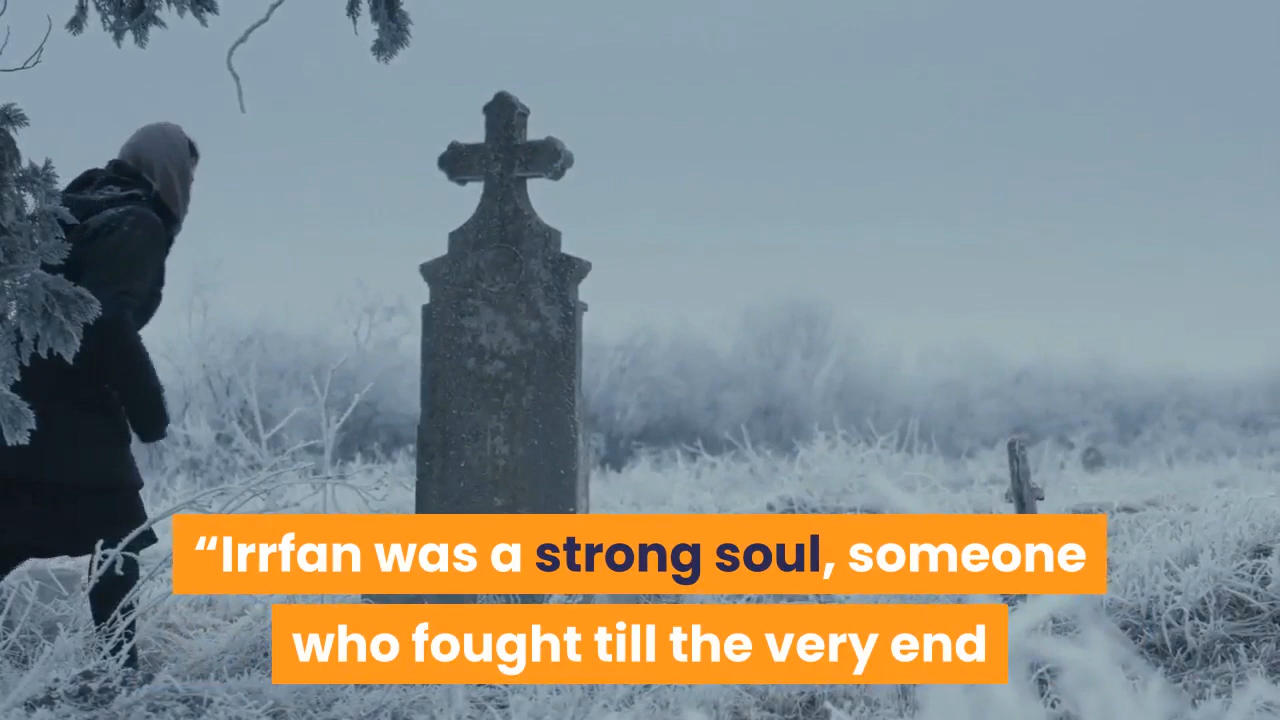 “Irrfan was a strong soul, someone
who fought till the very end